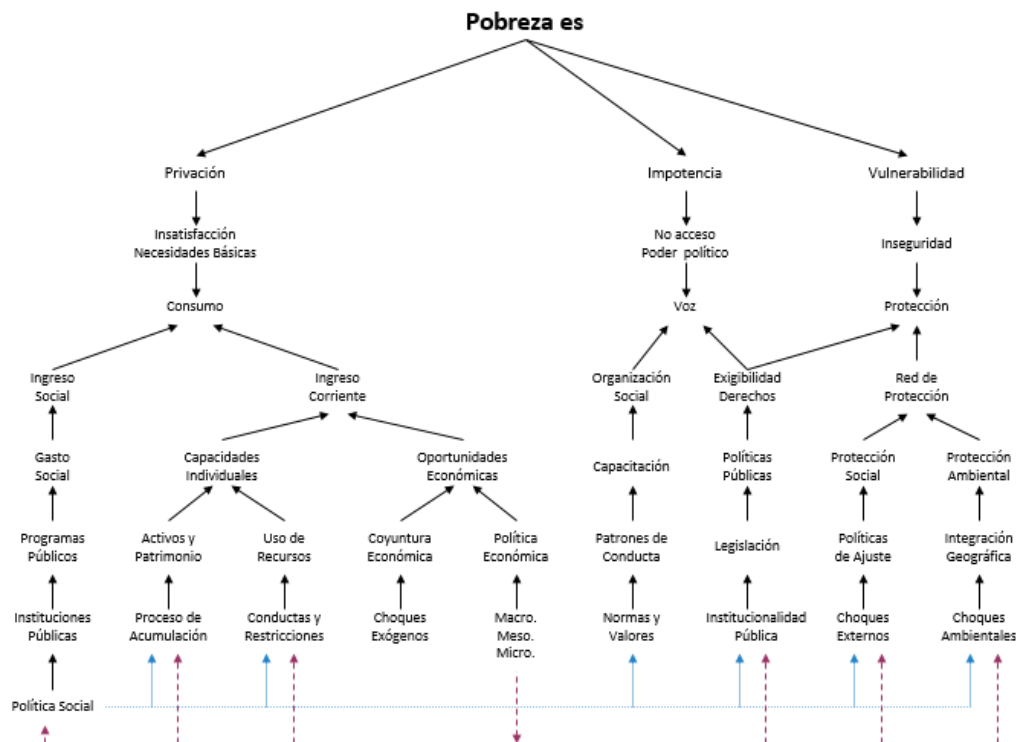 Pobreza es
Privación
Impotencia
Vulnerabilidad
Insatisfacción
Necesidades Básicas
No acceso
Poder político
Inseguridad
Consumo
Voz
Protección
Ingreso
Social
Ingreso
Corriente
Organización
Social
Exigibilidad
Derechos
Red de
Protección
Gasto
Social
Capacidades
Individuales
Oportunidades
Económicas
Capacitación
Políticas
Públicas
Protección
Social
Protección
Ambiental
Programas
Públicos
Activos y
Patrimonio
Uso de
Recursos
Coyuntura
Económica
Política
Económica
Patrones de
Conducta
Legislación
Políticas
de Ajuste
Integración
Geográfica
Instituciones
Públicas
Proceso de
Acumulación
Conductas y
Restricciones
Choques
Exógenos
Macro.
Meso.
Micro.
Normas y
Valores
Institucionalidad
Pública
Choques
Externos
Choques
Ambientales
Política Social